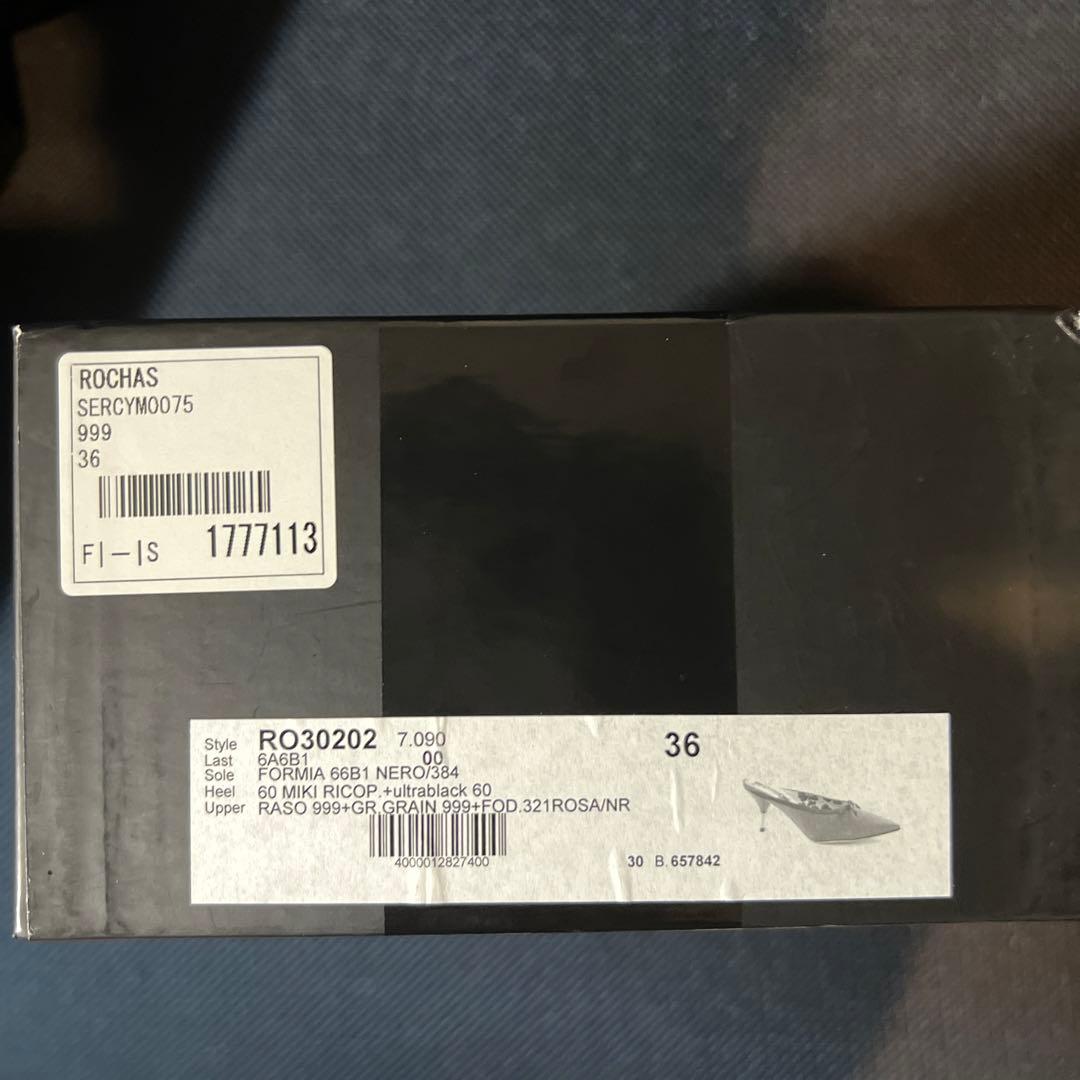 ROCHAS
SERCYM0075
999
36
F|—|S 1777113
Style RO30202 7.090 36
Last 6A6B1 00
Sole FORMIA 66B1 NERO/384
Heel 60 MIKI RICOP.+ultrablack 60
Upper RASO 999+GR.GRAIN 999+FOD.321ROSA/NR
4000012827400
30 B.657842